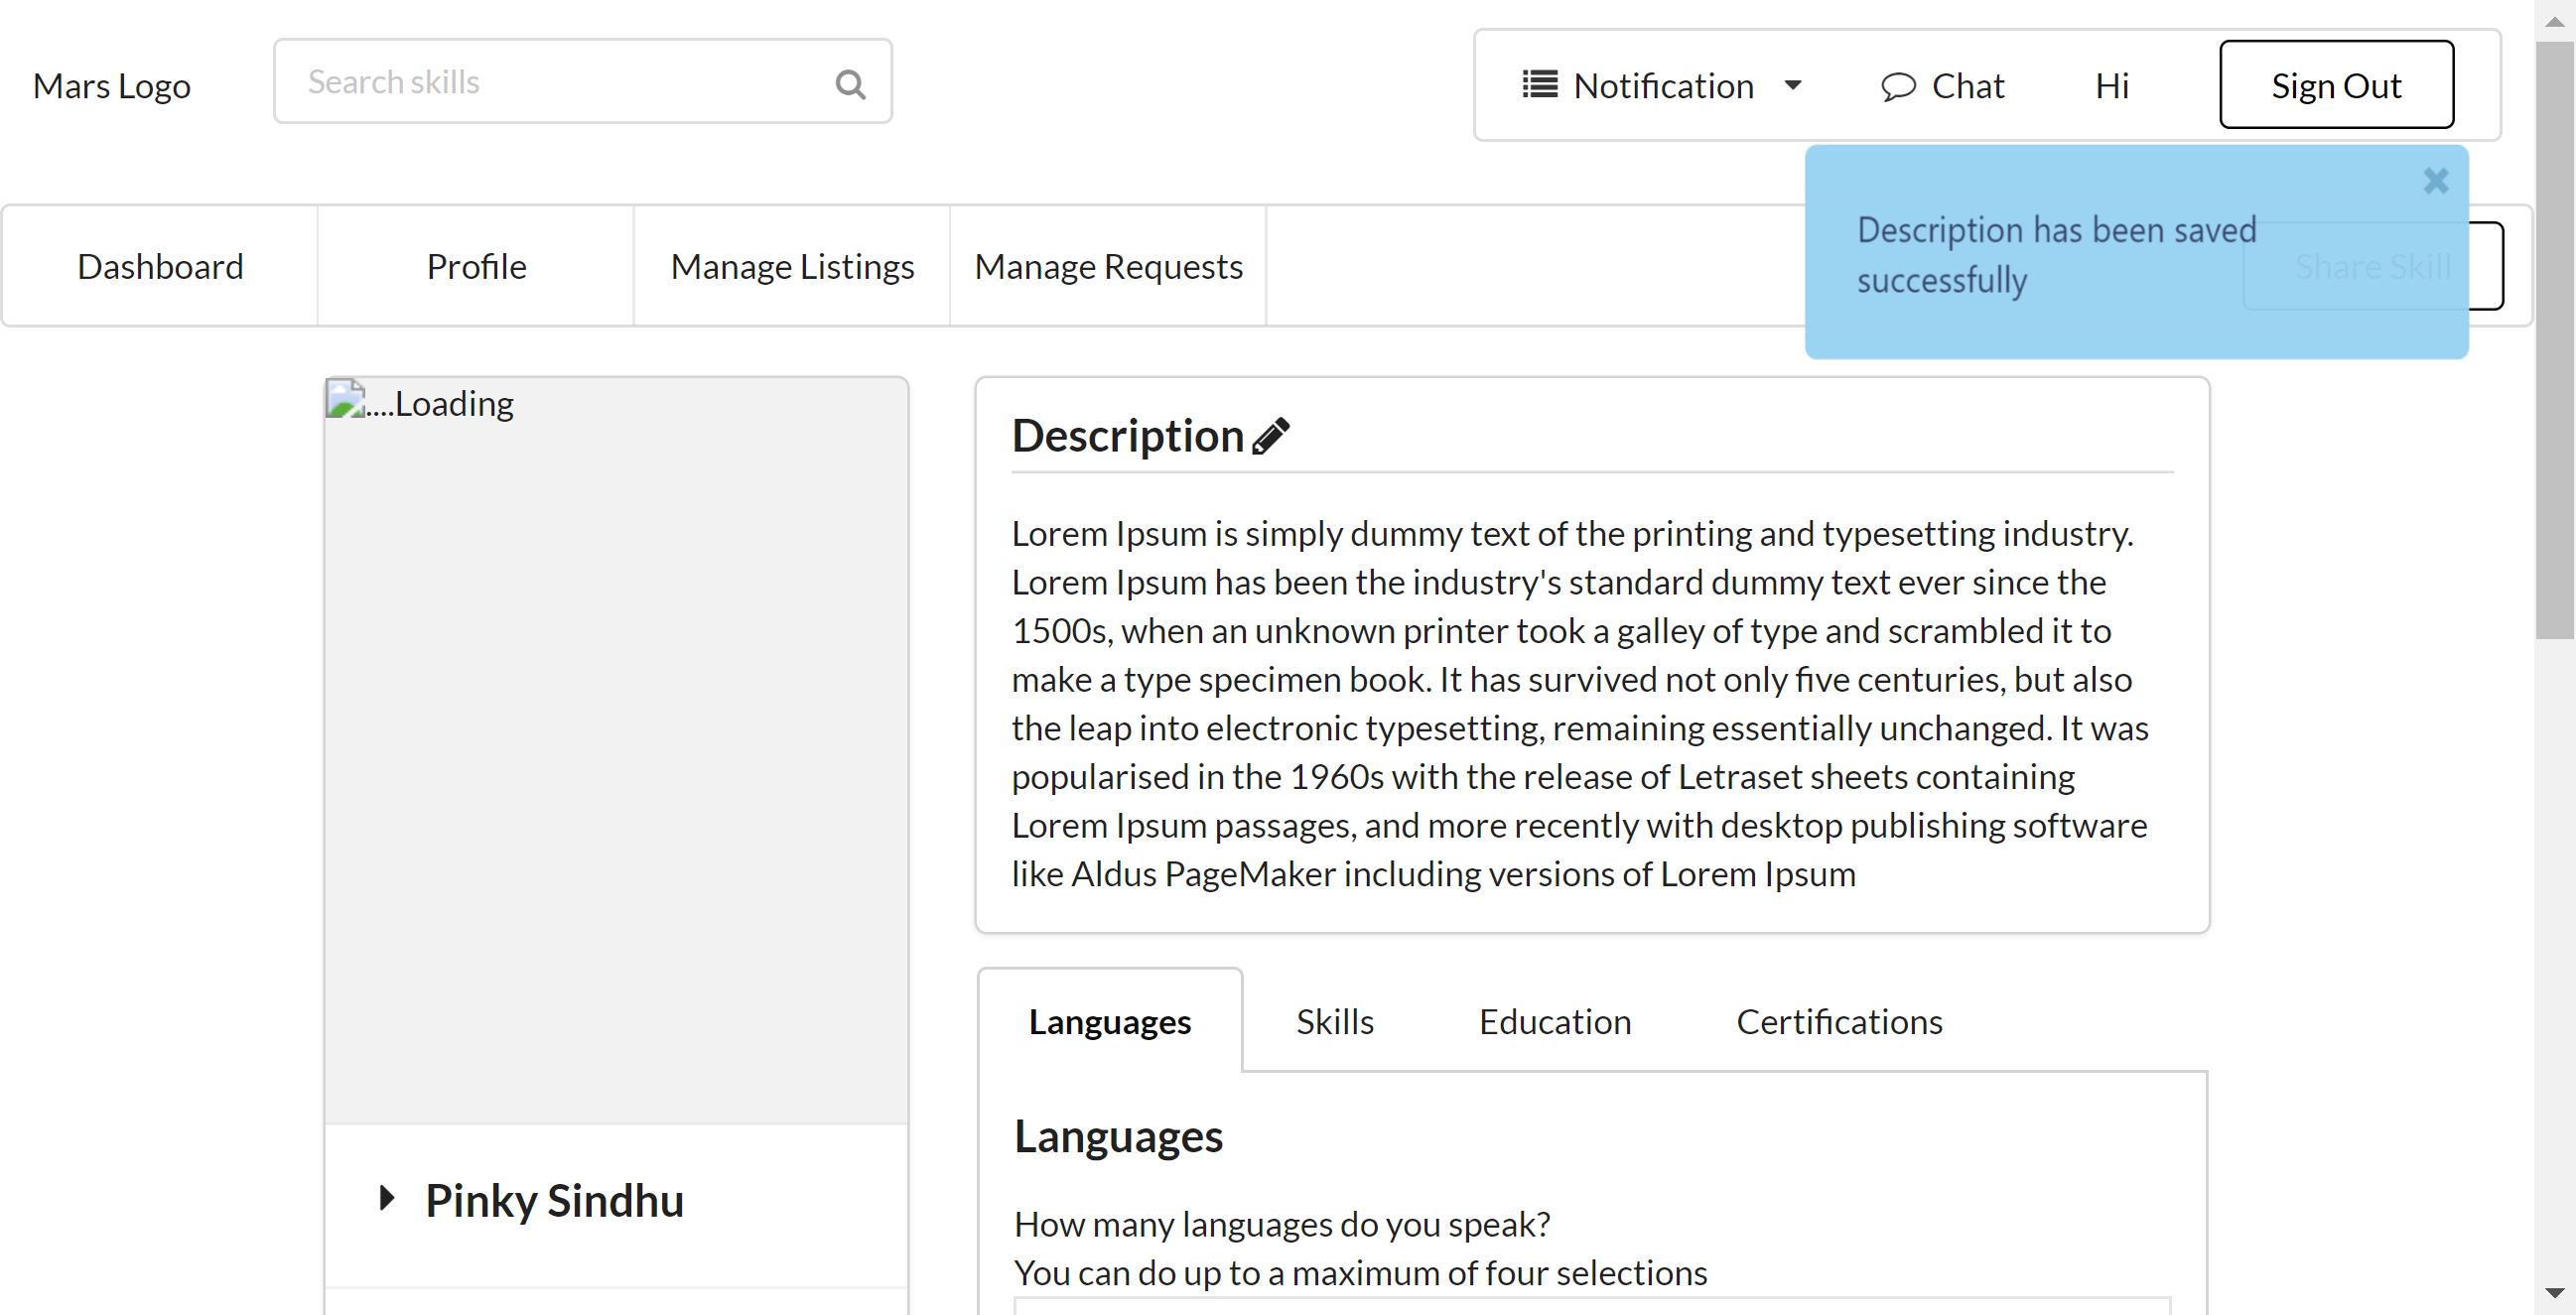 Mars Logo
Search skills
Notification
Chat
Hi
Sign Out
Dashboard
Profile
Manage Listings
Manage Requests
Share Skill
Description has been saved
successfully
....Loading
Description
Lorem Ipsum is simply dummy text of the printing and typesetting industry.
Lorem Ipsum has been the industry's standard dummy text ever since the
1500s, when an unknown printer took a galley of type and scrambled it to
make a type specimen book. It has survived not only five centuries, but also
the leap into electronic typesetting, remaining essentially unchanged. It was
popularised in the 1960s with the release of Letraset sheets containing
Lorem Ipsum passages, and more recently with desktop publishing software
like Aldus PageMaker including versions of Lorem Ipsum
Languages
Skills
Education
Certifications
Languages
How many languages do you speak?
You can do up to a maximum of four selections
Pinky Sindhu